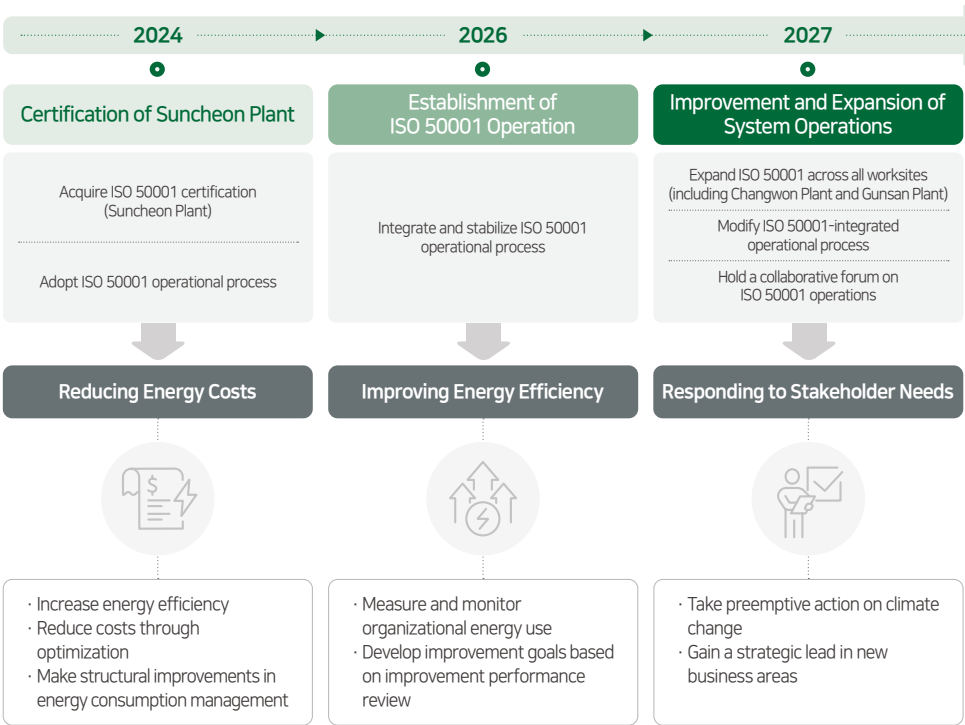 2024
2026
2027
Certification of Suncheon Plant
Establishment of
ISO 50001 Operation
Improvement and Expansion of
System Operations
Acquire ISO 50001 certification
(Suncheon Plant)
Adopt ISO 50001 operational process
Integrate and stabilize ISO 50001
operational process
Expand ISO 50001 across all worksites
(including Changwon Plant and Gunsan Plant)
Modify ISO 50001-integrated
operational process
Hold a collaborative forum on
ISO 50001 operations
Reducing Energy Costs
Improving Energy Efficiency
Responding to Stakeholder Needs
$
· Increase energy efficiency
· Reduce costs through
optimization
· Make structural improvements in
energy consumption management
· Measure and monitor
organizational energy use
· Develop improvement goals based
on improvement performance
review
· Take preemptive action on climate
change
· Gain a strategic lead in new
business areas